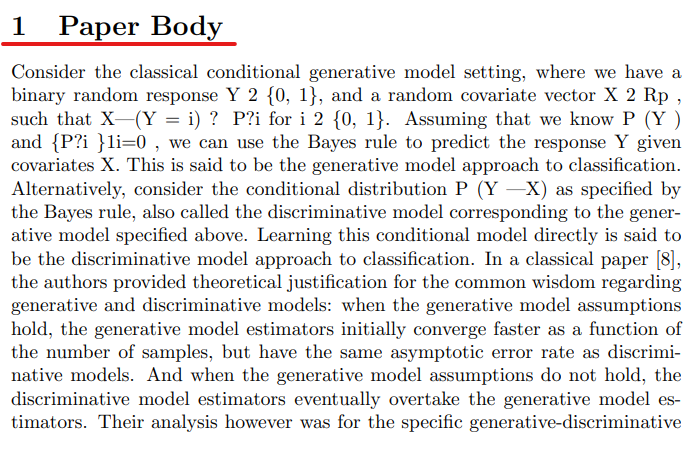 1 Paper Body
Consider the classical conditional generative model setting, where we have a
binary random response Y 2 {0, 1}, and a random covariate vector X 2 Rp ,
such that X—(Y = i) ? P?i for i 2 {0, 1}. Assuming that we know P (Y )
and {P?i }1i=0 , we can use the Bayes rule to predict the response Y given
covariates X. This is said to be the generative model approach to classification.
Alternatively, consider the conditional distribution P (Y —X) as specified by
the Bayes rule, also called the discriminative model corresponding to the gener-
ative model specified above. Learning this conditional model directly is said to
be the discriminative model approach to classification. In a classical paper [8],
the authors provided theoretical justification for the common wisdom regarding
generative and discriminative models: when the generative model assumptions
hold, the generative model estimators initially converge faster as a function of
the number of samples, but have the same asymptotic error rate as discrimi-
native models. And when the generative model assumptions do not hold, the
discriminative model estimators eventually overtake the generative model es-
timators. Their analysis however was for the specific generative-discriminative